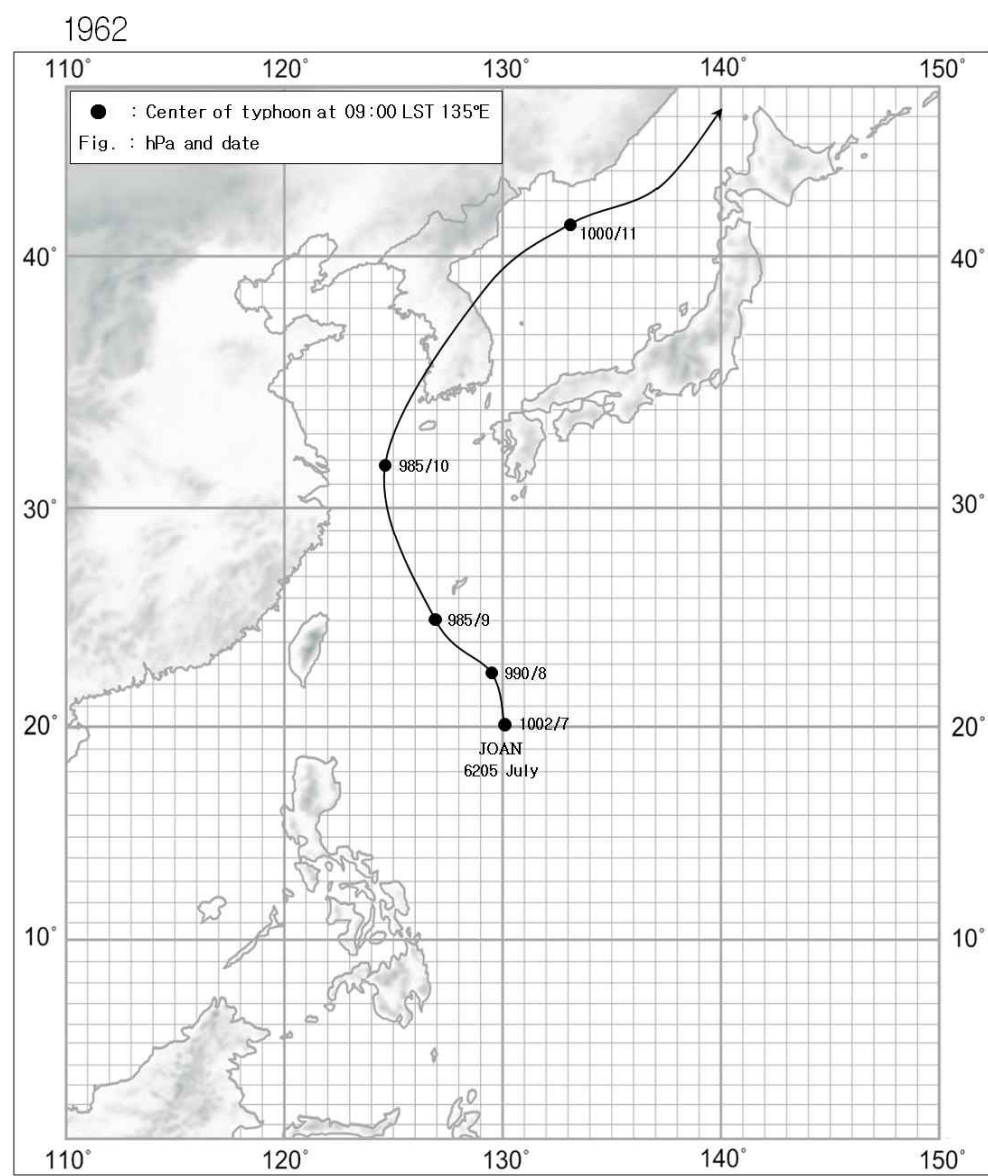 1962
110° 120° 130° 140° 150°
● : Center of typhoon at 09:00 LST 135°E
Fig. : hPa and date
1000/11
40° 40°
985/10
30° 30°
985/9
990/8
20° 1002/7 20°
JOAN
6205 July
10° 10°
110° 120° 130° 140° 150°